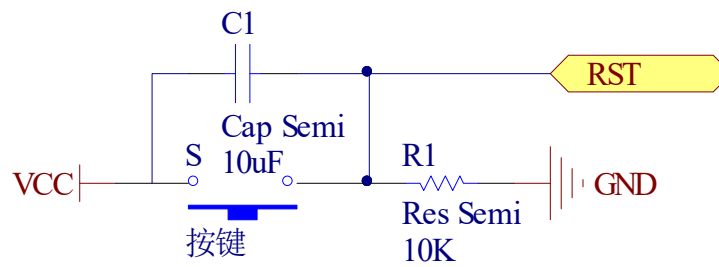 C1
RST
Cap Semi
10uF
S
R1
VCC
GND
Res Semi
10K
按键